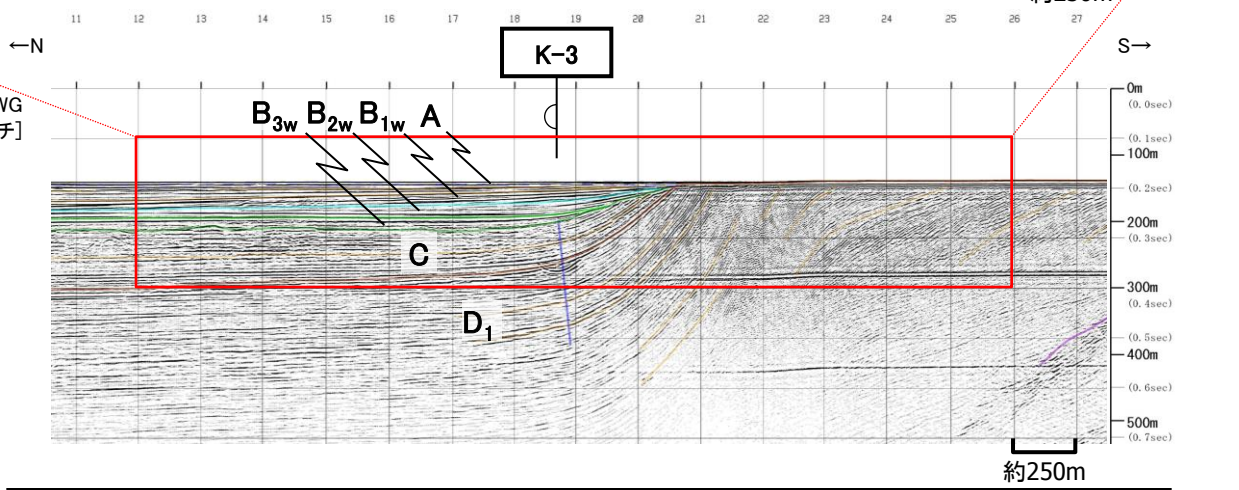 11 12 13 14 15 16 17 18 19 20 21 22 23 24 25 26 27
←N
K-3
S→
WG
チ]
B3w B2w B1w A
C
D1
0m
(0.0sec)
(0.1sec)
100m
(0.2sec)
200m
(0.3sec)
300m
(0.4sec)
(0.5sec)
400m
(0.6sec)
500m
(0.7sec)
約250m